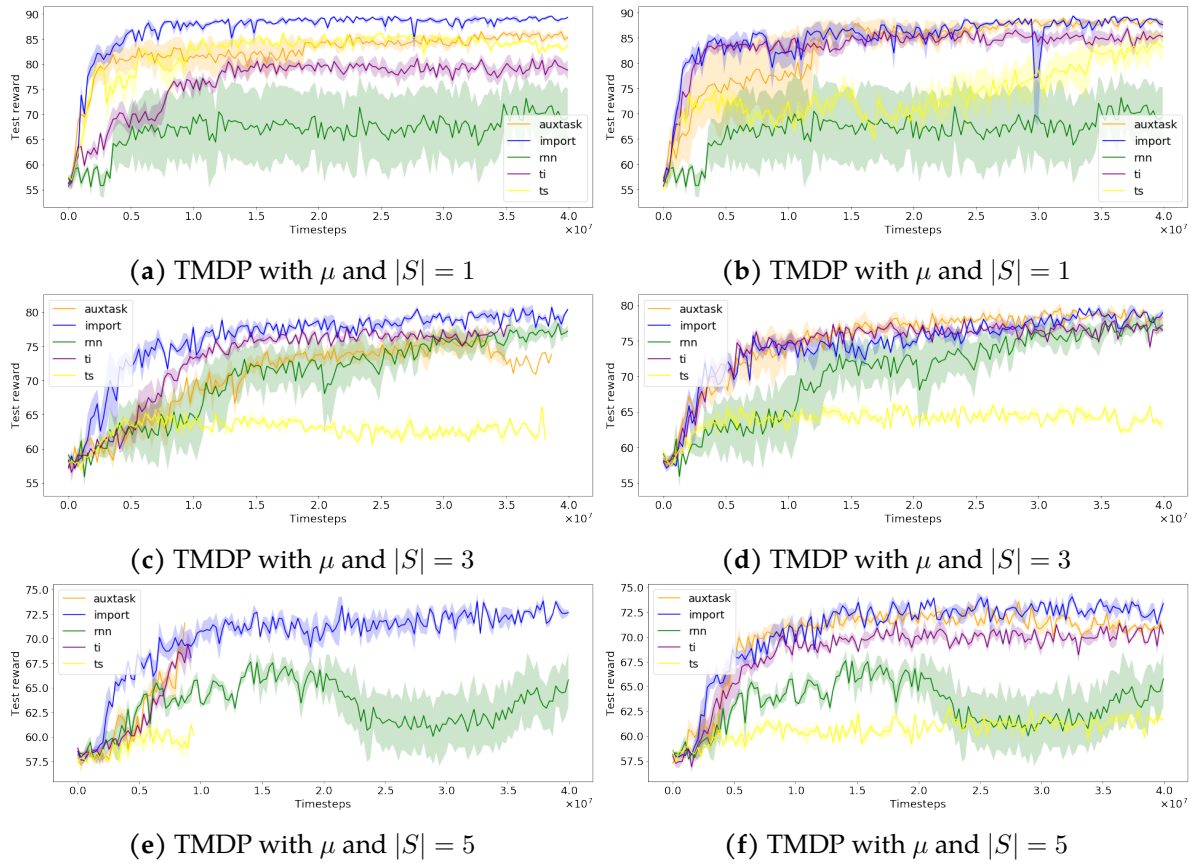 90
85
80
75
70
65
60
55
Test reward
auxtask
import
rnn
ti
ts
0.0 0.5 1.0 1.5 2.0 2.5 3.0 3.5 4.0
Timesteps
×10⁷
(a) TMDP with μ and |S| = 1
90
85
80
75
70
65
60
55
Test reward
auxtask
import
rnn
ti
ts
0.0 0.5 1.0 1.5 2.0 2.5 3.0 3.5 4.0
Timesteps
×10⁷
(b) TMDP with μ and |S| = 1
80
75
70
65
60
55
Test reward
auxtask
import
rnn
ti
ts
0.0 0.5 1.0 1.5 2.0 2.5 3.0 3.5 4.0
Timesteps
×10⁷
(c) TMDP with μ and |S| = 3
80
75
70
65
60
55
Test reward
auxtask
import
rnn
ti
ts
0.0 0.5 1.0 1.5 2.0 2.5 3.0 3.5 4.0
Timesteps
×10⁷
(d) TMDP with μ and |S| = 3
75.0
72.5
70.0
67.5
65.0
62.5
60.0
57.5
Test reward
auxtask
import
rnn
ti
ts
0.0 0.5 1.0 1.5 2.0 2.5 3.0 3.5 4.0
Timesteps
×10⁷
(e) TMDP with μ and |S| = 5
75.0
72.5
70.0
67.5
65.0
62.5
60.0
57.5
Test reward
auxtask
import
rnn
ti
ts
0.0 0.5 1.0 1.5 2.0 2.5 3.0 3.5 4.0
Timesteps
×10⁷
(f) TMDP with μ and |S| = 5